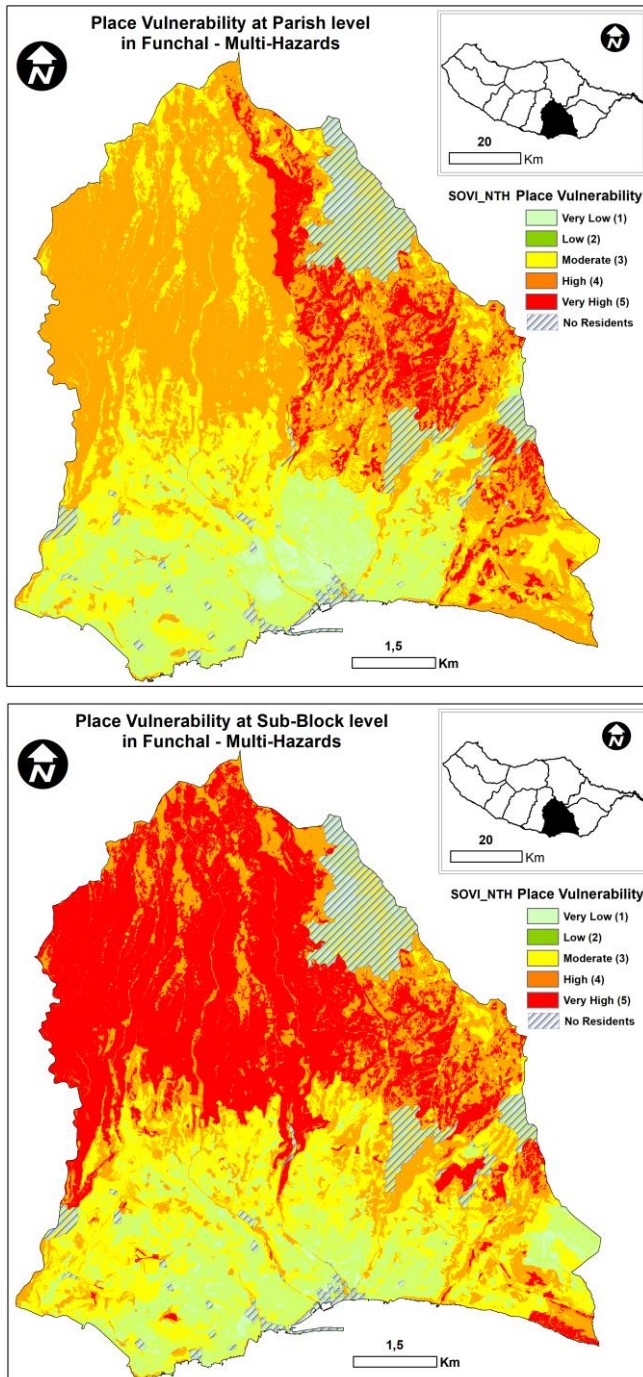 Place Vulnerability at Parish level
in Funchal - Multi-Hazards
N
N
20
Km
SOVI_NTH Place Vulnerability
Very Low (1)
Low (2)
Moderate (3)
High (4)
Very High (5)
No Residents
1,5
Km
Place Vulnerability at Sub-Block level
in Funchal - Multi-Hazards
N
N
20
Km
SOVI_NTH Place Vulnerability
Very Low (1)
Low (2)
Moderate (3)
High (4)
Very High (5)
No Residents
1,5
Km